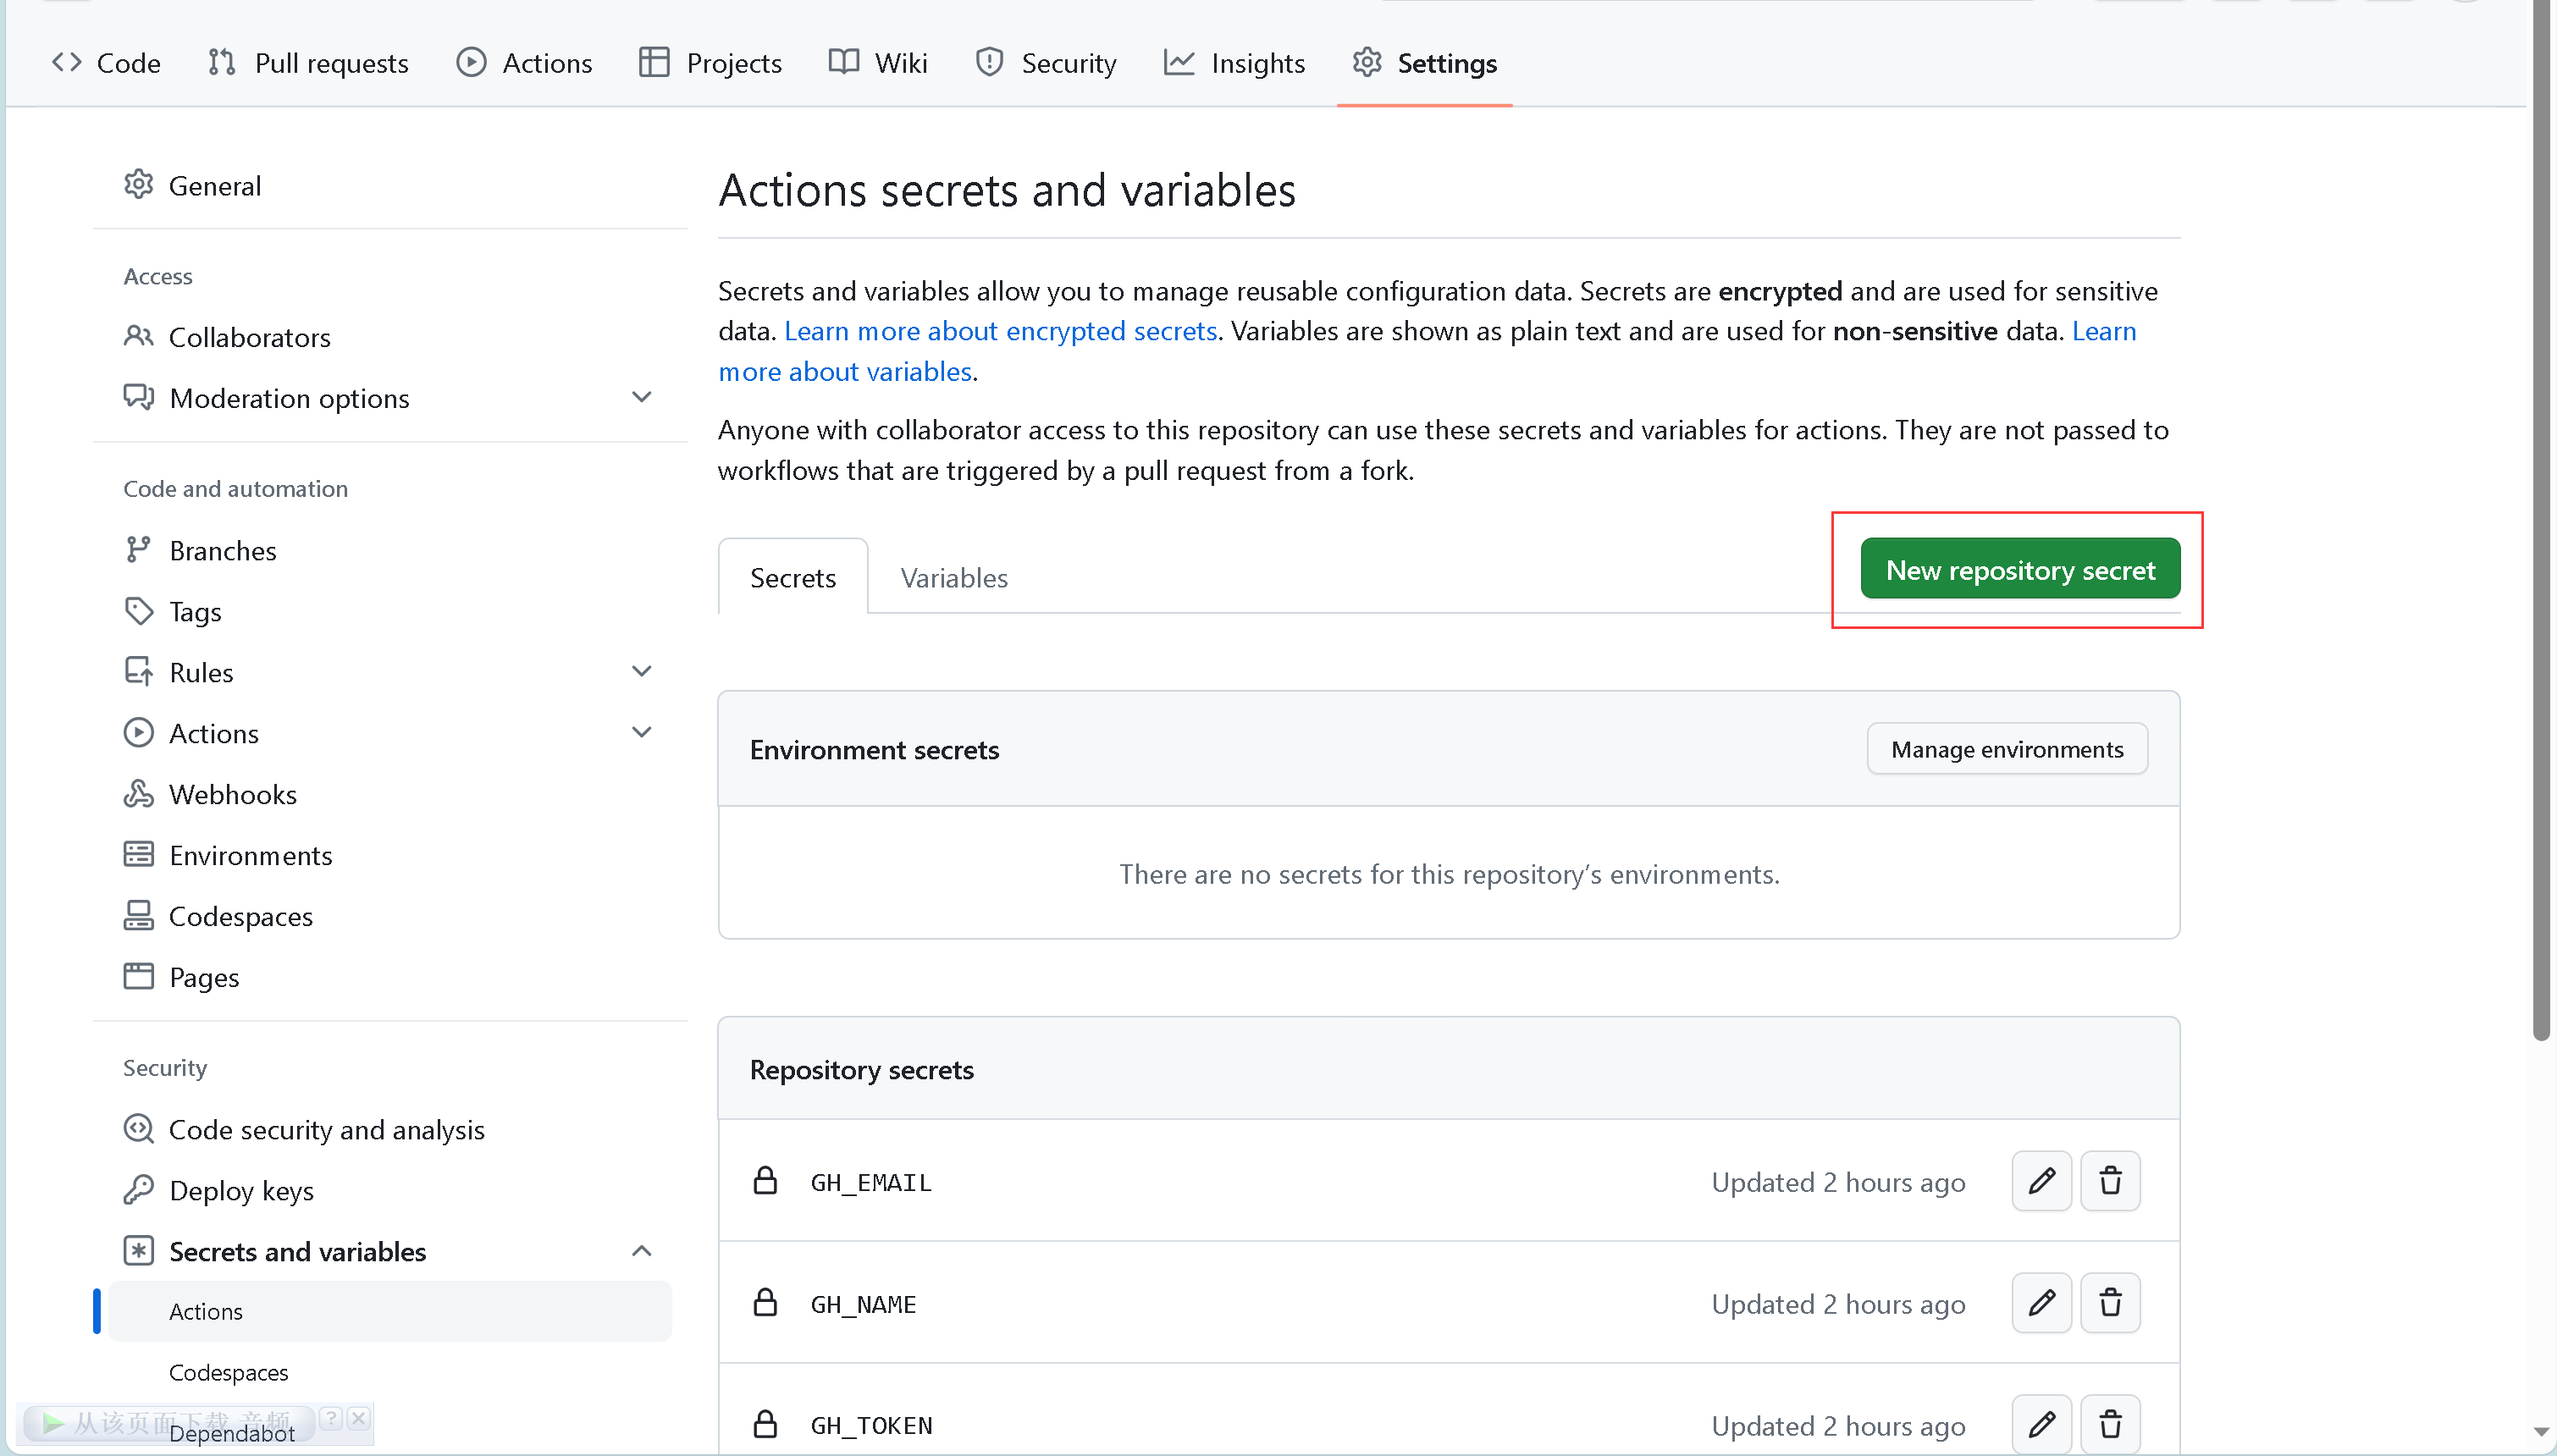 Code
Pull requests
Actions
Projects
Wiki
Security
Insights
Settings
General
Access
Collaborators
Moderation options
Code and automation
Branches
Tags
Rules
Actions
Webhooks
Environments
Codespaces
Pages
Security
Code security and analysis
Deploy keys
Secrets and variables
Actions
Codespaces
Dependabot
从该页面下载 音频
?
Actions secrets and variables
Secrets and variables allow you to manage reusable configuration data. Secrets are encrypted and are used for sensitive
data. Learn more about encrypted secrets. Variables are shown as plain text and are used for non-sensitive data. Learn
more about variables.
Anyone with collaborator access to this repository can use these secrets and variables for actions. They are not passed to
workflows that are triggered by a pull request from a fork.
Secrets
Variables
New repository secret
Environment secrets
Manage environments
There are no secrets for this repository’s environments.
Repository secrets
GH_EMAIL
Updated 2 hours ago
GH_NAME
Updated 2 hours ago
GH_TOKEN
Updated 2 hours ago